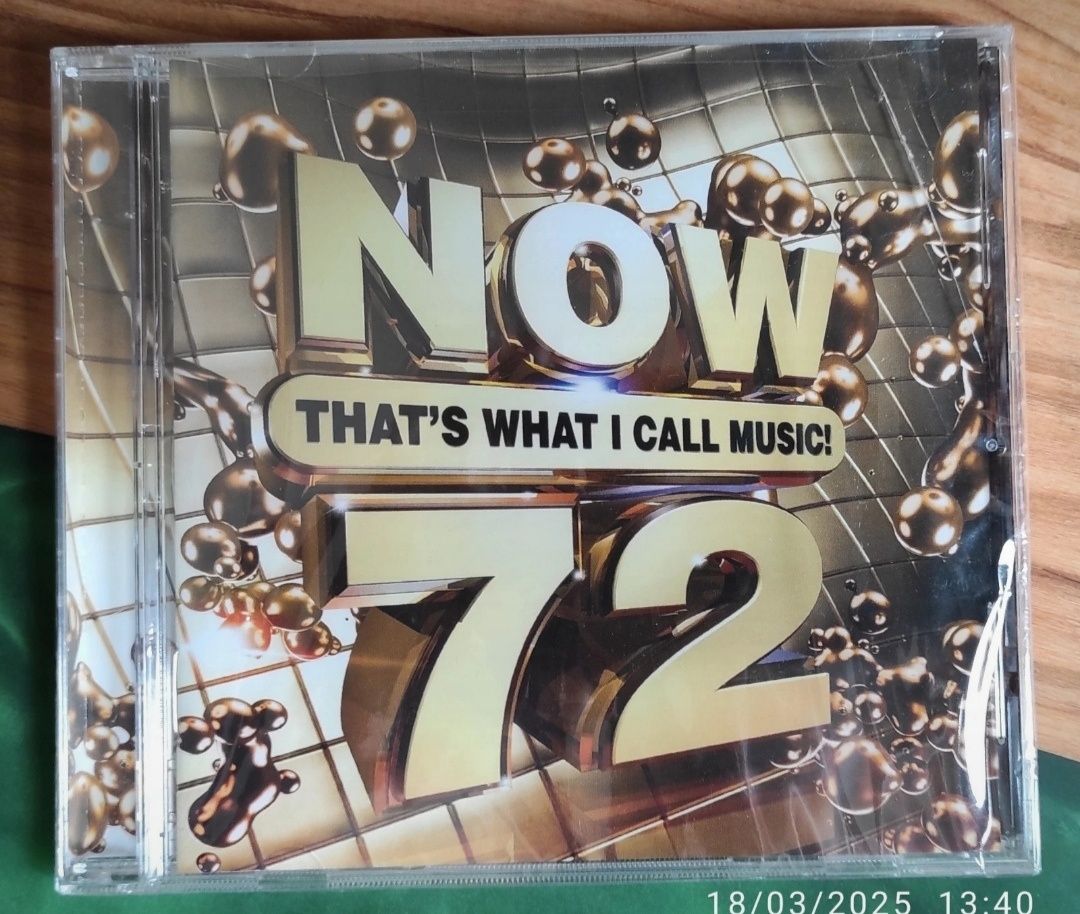 NOW
THAT'S WHAT I CALL MUSIC!
72
18/03/2025 13:40